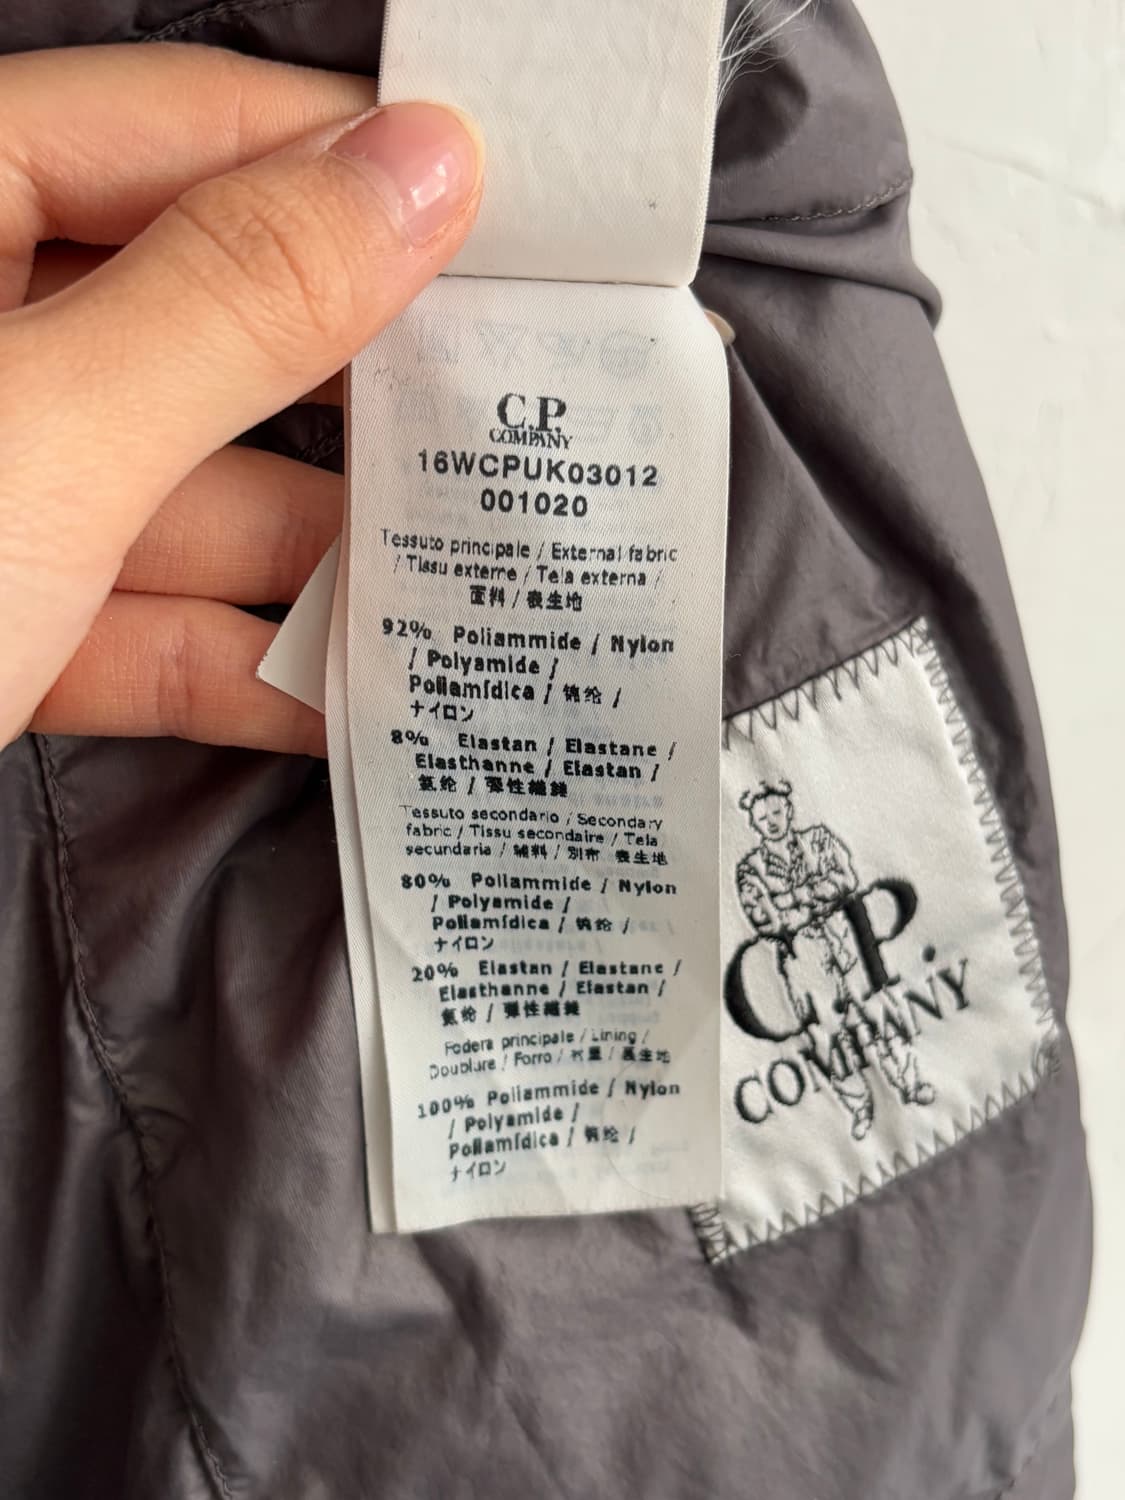 C.P.
COMPANY
16WCPUK03012
001020
Tessuto principale / External fabric
/ Tissu externe / Tela externa /
面料 / 表生地
92% Poliammide / Nylon
/ Polyamide /
Poliamídica / 锦纶 /
ナイロン
8% Elastan / Elastane /
Elasthanne / Elastan /
氨纶 / 弾性繊維
Tessuto secondario / Secondary
fabric / Tissu secondaire / Tela
secundaria / 辅料 / 別布 表生地
80% Poliammide / Nylon
/ Polyamide /
Poliamídica / 锦纶 /
ナイロン
20% Elastan / Elastane /
Elasthanne / Elastan /
氨纶 / 弾性繊維
Fodera principale / Lining /
Doublure / Forro / 衬里 / 裏生地
100% Poliammide / Nylon
/ Polyamide /
Poliamídica / 锦纶 /
ナイロン
C.P.
COMPANY